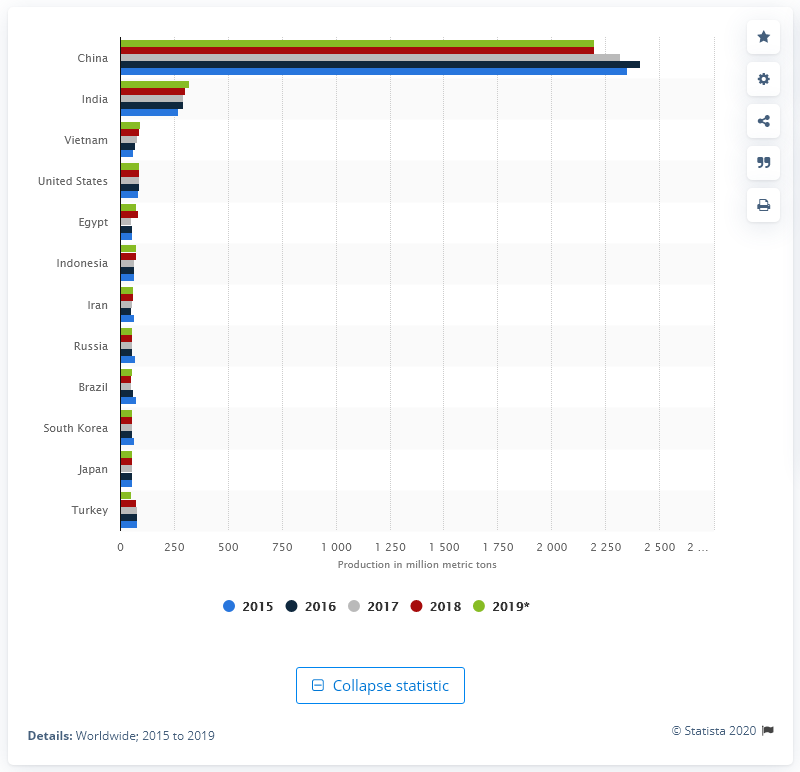 China
India
Vietnam
United States
Egypt
Indonesia
Iran
Russia
Brazil
South Korea
Japan
Turkey
0 250 500 750 1 000 1 250 1 500 1 750 2 000 2 250 2 500 2 ...
Production in million metric tons
2015 2016 2017 2018 2019*
Collapse statistic
Details: Worldwide; 2015 to 2019
© Statista 2020